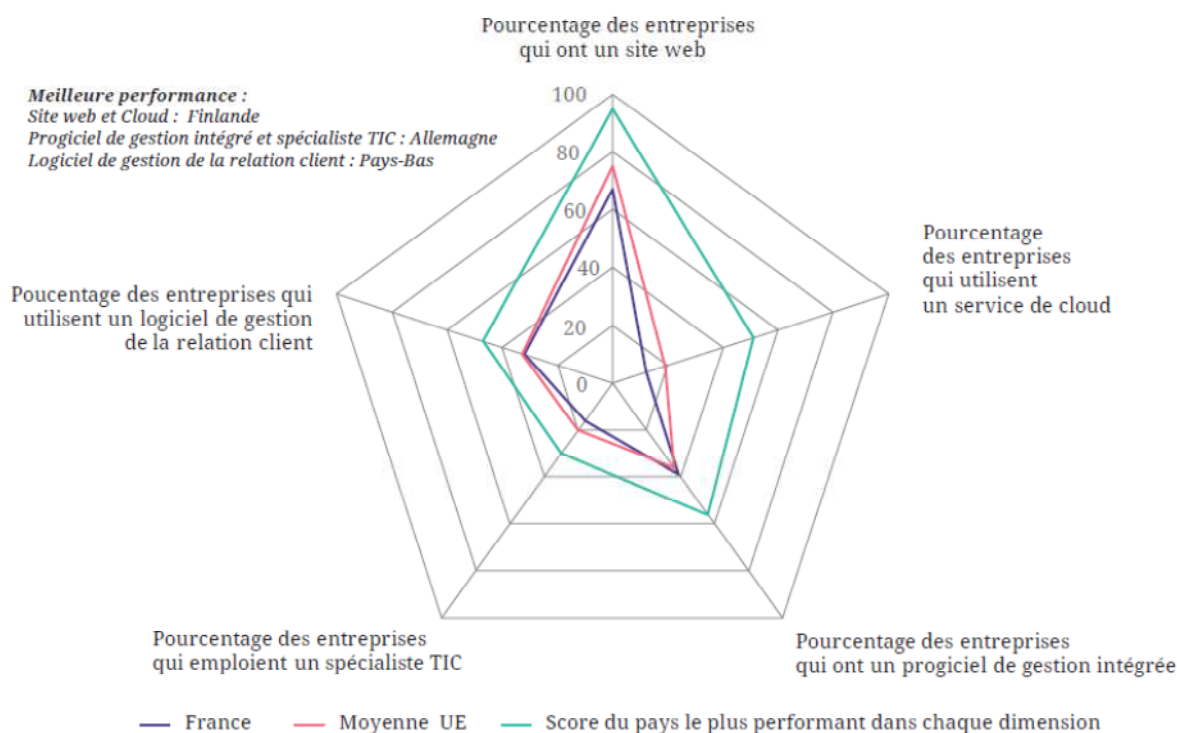 Pourcentage des entreprises
qui ont un site web
Meilleure performance :
Site web et Cloud : Finlande
Progiciel de gestion intégré et spécialiste TIC : Allemagne
Logiciel de gestion de la relation client : Pays-Bas
100
80
60
40
20
0
Pourcentage
des entreprises
qui utilisent
un service de cloud
Poucentage des entreprises qui
utilisent un logiciel de gestion
de la relation client
Pourcentage des entreprises
qui emploient un spécialiste TIC
Pourcentage des entreprises
qui ont un progiciel de gestion intégrée
France
Moyenne UE
Score du pays le plus performant dans chaque dimension